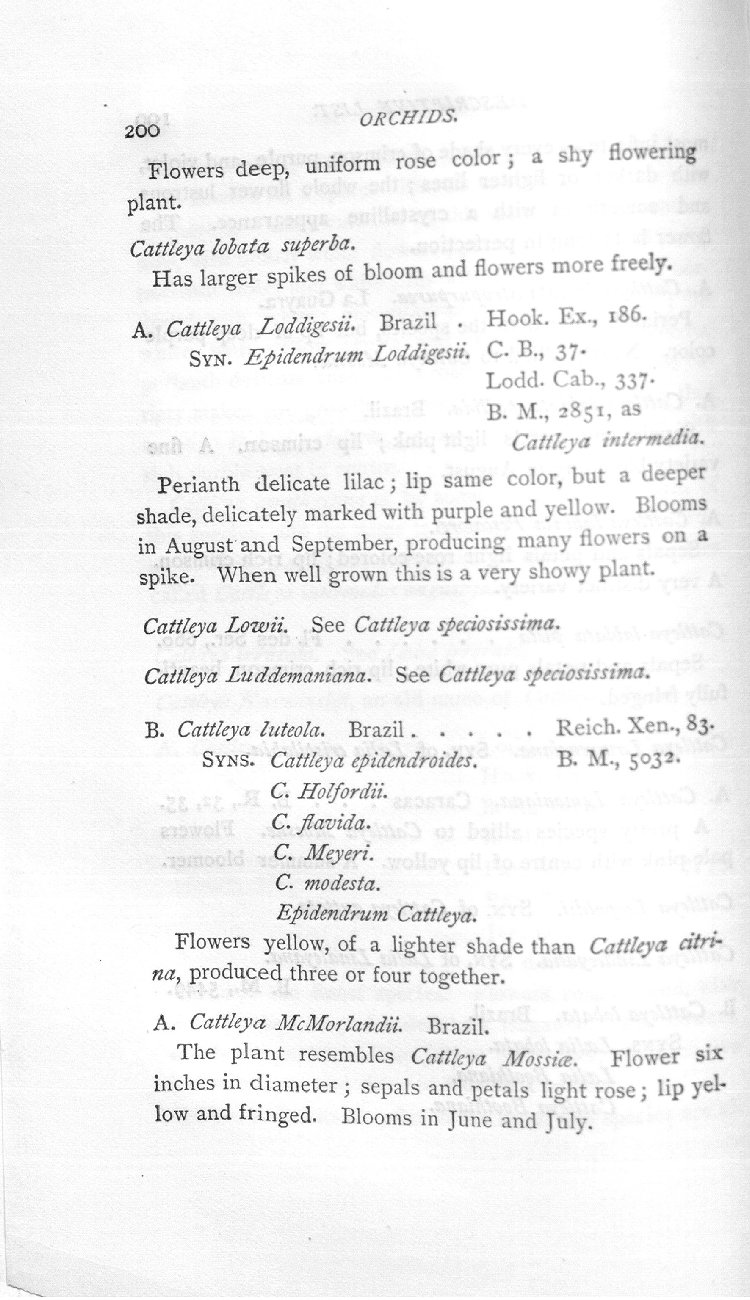 200
ORCHIDS.
Flowers deep, uniform rose color; a shy flowering
plant.
Cattleya lobata superba.
Has larger spikes of bloom and flowers more freely.
A. Cattleya Loddigesii. Brazil . Hook. Ex., 186.
SYN. Epidendrum Loddigesii. C. B., 37.
Lodd. Cab., 337.
B. M., 2851, as
Cattleya intermedia.
Perianth delicate lilac; lip same color, but a deeper
shade, delicately marked with purple and yellow. Blooms
in August and September, producing many flowers on a
spike. When well grown this is a very showy plant.
Cattleya Lowii. See Cattleya speciosissima.
Cattleya Luddemaniana. See Cattleya speciosissima.
B. Cattleya luteola. Brazil . . . . . Reich. Xen., 83.
SYNS. Cattleya epidendroides. B. M., 5032.
C. Holfordii.
C. flavida.
C. Meyeri.
C. modesta.
Epidendrum Cattleya.
Flowers yellow, of a lighter shade than Cattleya citri-
na, produced three or four together.
A. Cattleya McMorlandii. Brazil.
The plant resembles Cattleya Mossiæ. Flower six
inches in diameter; sepals and petals light rose; lip yel-
low and fringed. Blooms in June and July.